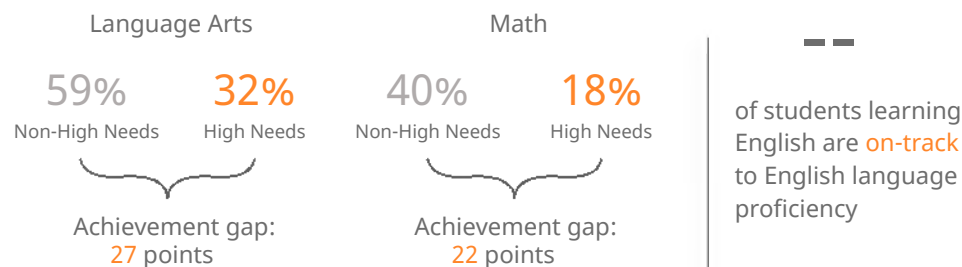 Language Arts
59%
Non-High Needs
32%
High Needs
Achievement gap:
27 points
Math
40%
Non-High Needs
18%
High Needs
Achievement gap:
22 points
--
of students learning
English are on-track
to English language
proficiency